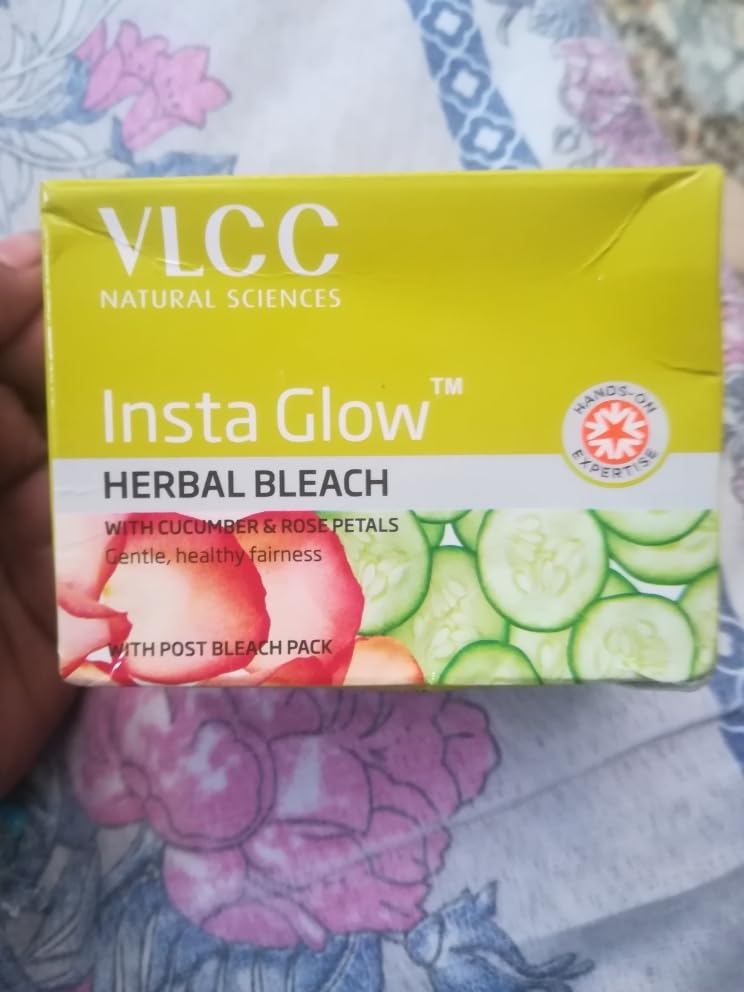 VLCC
NATURAL SCIENCES
Insta Glow™
HANDS-ON
EXPERTISE
HERBAL BLEACH
WITH CUCUMBER & ROSE PETALS
Gentle, healthy fairness
WITH POST BLEACH PACK